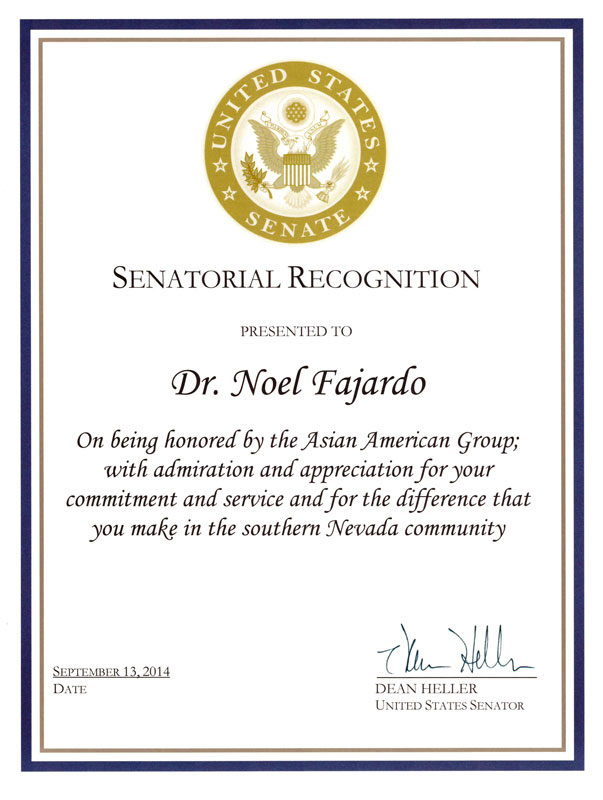 UNITED STATES
SENATE
SENATORIAL RECOGNITION
PRESENTED TO
Dr. Noel Fajardo
On being honored by the Asian American Group;
with admiration and appreciation for your
commitment and service and for the difference that
you make in the southern Nevada community
Dean Heller
SEPTEMBER 13, 2014
DATE
DEAN HELLER
UNITED STATES SENATOR